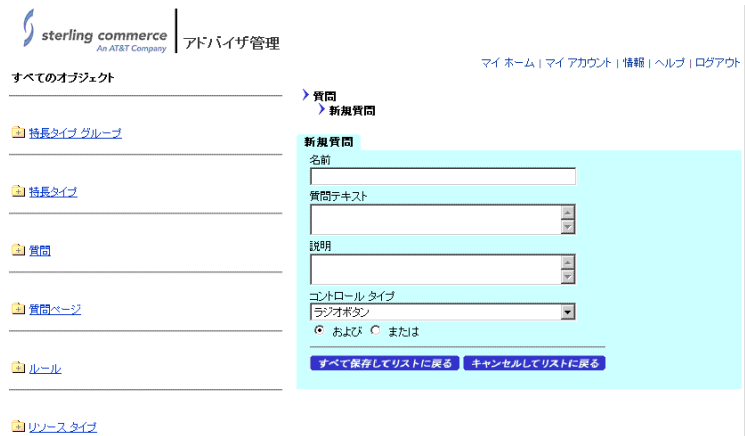 sterling commerce
An AT&T Company
アドバイザ管理
マイ ホーム | マイ アカウント | 情報 | ヘルプ | ログアウト
すべてのオブジェクト
特長タイプ グループ
特長タイプ
質問
質問ページ
ルール
リソース タイプ
質問
新規質問
新規質問
名前
質問テキスト
説明
コントロール タイプ
ラジオボタン
および または
すべて保存してリストに戻る キャンセルしてリストに戻る